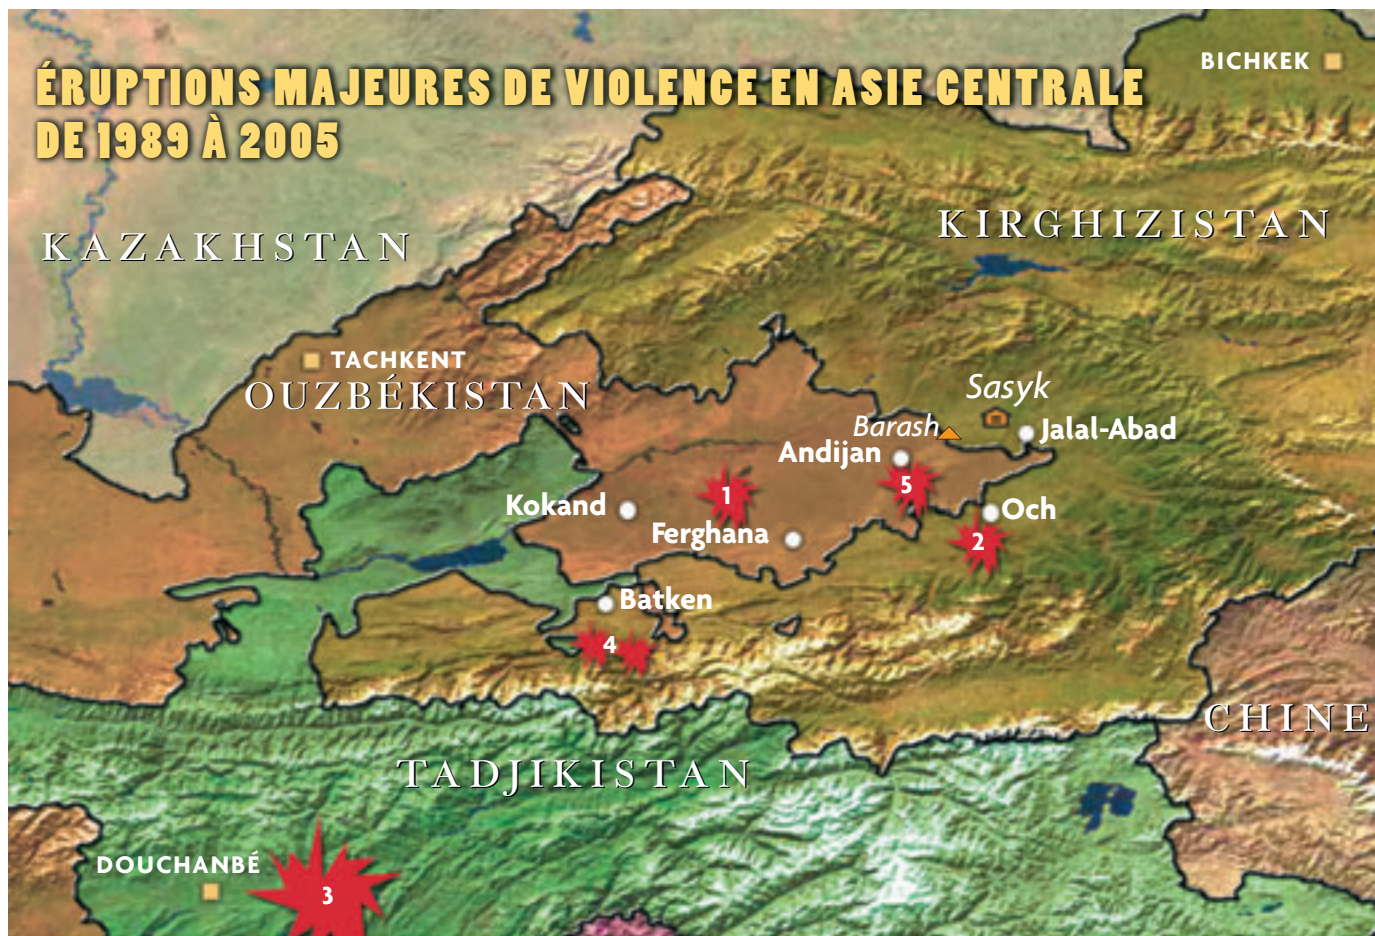 ÉRUPTIONS MAJEURES DE VIOLENCE EN ASIE CENTRALE
DE 1989 À 2005
BICHKEK
KAZAKHSTAN
KIRGHIZISTAN
TACHKENT
OUZBÉKISTAN
Sasyk
Barash
Jalal-Abad
Andijan
5
1
Kokand
Och
Ferghana
2
Batken
4
CHINE
TADJIKISTAN
DOUCHANBÉ
3